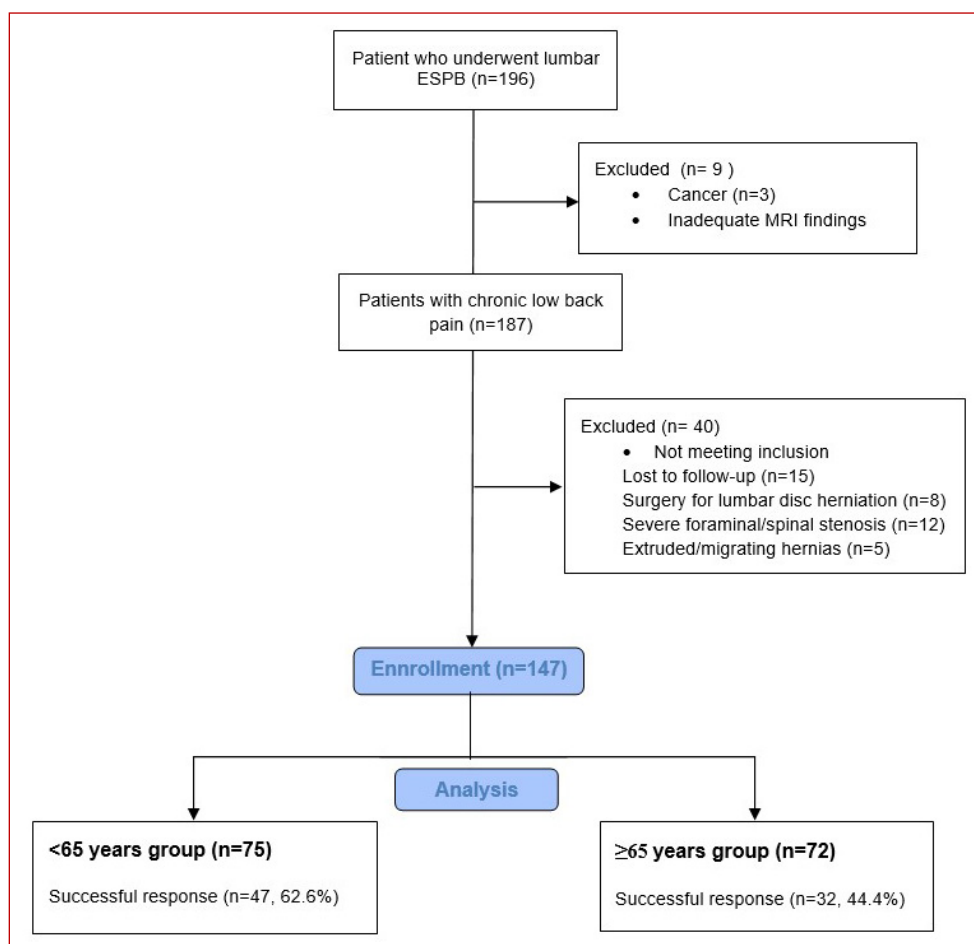 Patient who underwent lumbar
ESPB (n=196)
Excluded (n= 9 )
• Cancer (n=3)
• Inadequate MRI findings
Patients with chronic low back
pain (n=187)
Excluded (n= 40)
• Not meeting inclusion
Lost to follow-up (n=15)
Surgery for lumbar disc herniation (n=8)
Severe foraminal/spinal stenosis (n=12)
Extruded/migrating hernias (n=5)
Ennrollment (n=147)
Analysis
<65 years group (n=75)
Successful response (n=47, 62.6%)
≥65 years group (n=72)
Successful response (n=32, 44.4%)